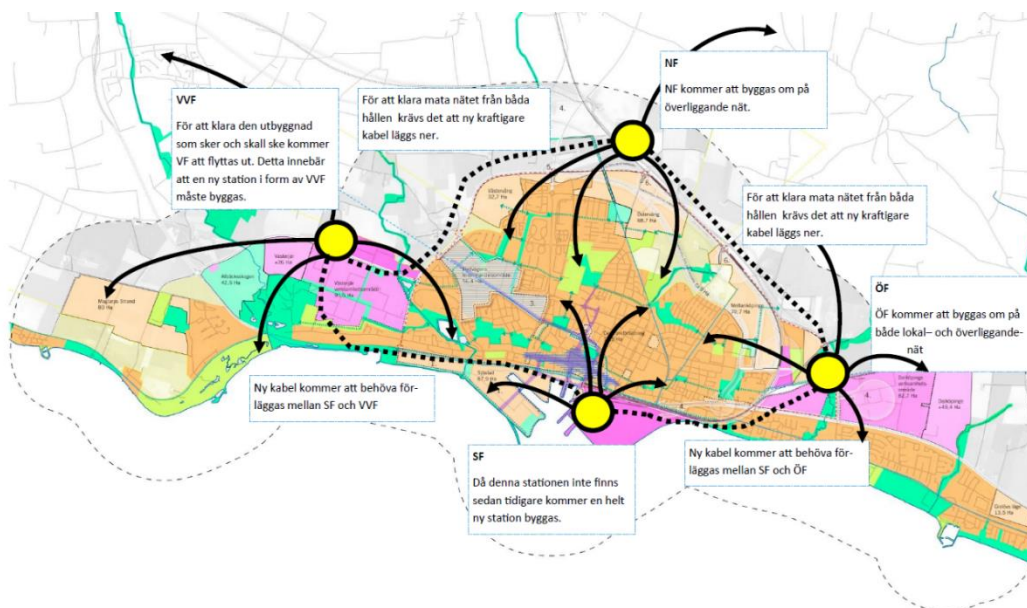 NF
NF kommer att byggas om på
överliggande nät.
VVF
För att klara den utbyggnad
som sker och skall ske kommer
VF att flyttas ut. Detta innebär
att en ny station i form av VVF
måste byggas.
För att klara mata nätet från båda
hållen krävs det att ny kraftigare
kabel läggs ner.
För att klara mata nätet från båda
hållen krävs det att ny kraftigare
kabel läggs ner.
ÖF
ÖF kommer att byggas om på
både lokal– och överliggande-
nät
Ny kabel kommer att behöva för-
läggas mellan SF och VVF
Ny kabel kommer att behöva för-
läggas mellan SF och ÖF
SF
Då denna stationen inte finns
sedan tidigare kommer en helt
ny station byggas.
4.
6.
6.
3.
4.
4.